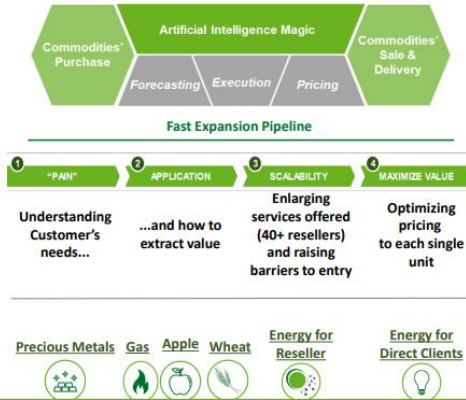 Artificial Intelligence Magic
Commodities'
Purchase
Forecasting
Execution
Pricing
Commodities'
Sale &
Delivery
Fast Expansion Pipeline
1
"PAIN"
2
APPLICATION
3
SCALABILITY
4
MAXIMIZE VALUE
Understanding
Customer's
needs...
...and how to
extract value
Enlarging
services offered
(40+ resellers)
and raising
barriers to entry
Optimizing
pricing
to each single
unit
Precious Metals
Gas
Apple
Wheat
Energy for
Reseller
Energy for
Direct Clients